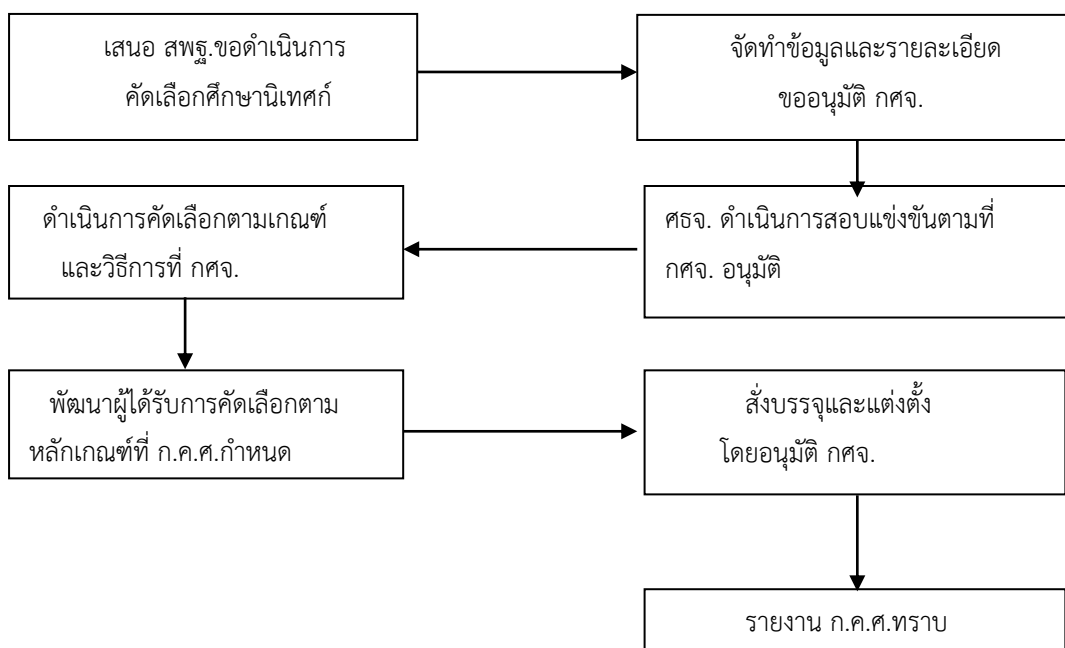 เสนอ สพฐ.ขอดำเนินการ
คัดเลือกศึกษานิเทศก์
จัดทำข้อมูลและรายละเอียด
ขออนุมัติ กศจ.
ศธจ. ดำเนินการสอบแข่งขันตามที่
กศจ. อนุมัติ
ดำเนินการคัดเลือกตามเกณฑ์
และวิธีการที่ กศจ.
พัฒนาผู้ได้รับการคัดเลือกตาม
หลักเกณฑ์ที่ ก.ค.ศ.กำหนด
สั่งบรรจุและแต่งตั้ง
โดยอนุมัติ กศจ.
รายงาน ก.ค.ศ.ทราบ